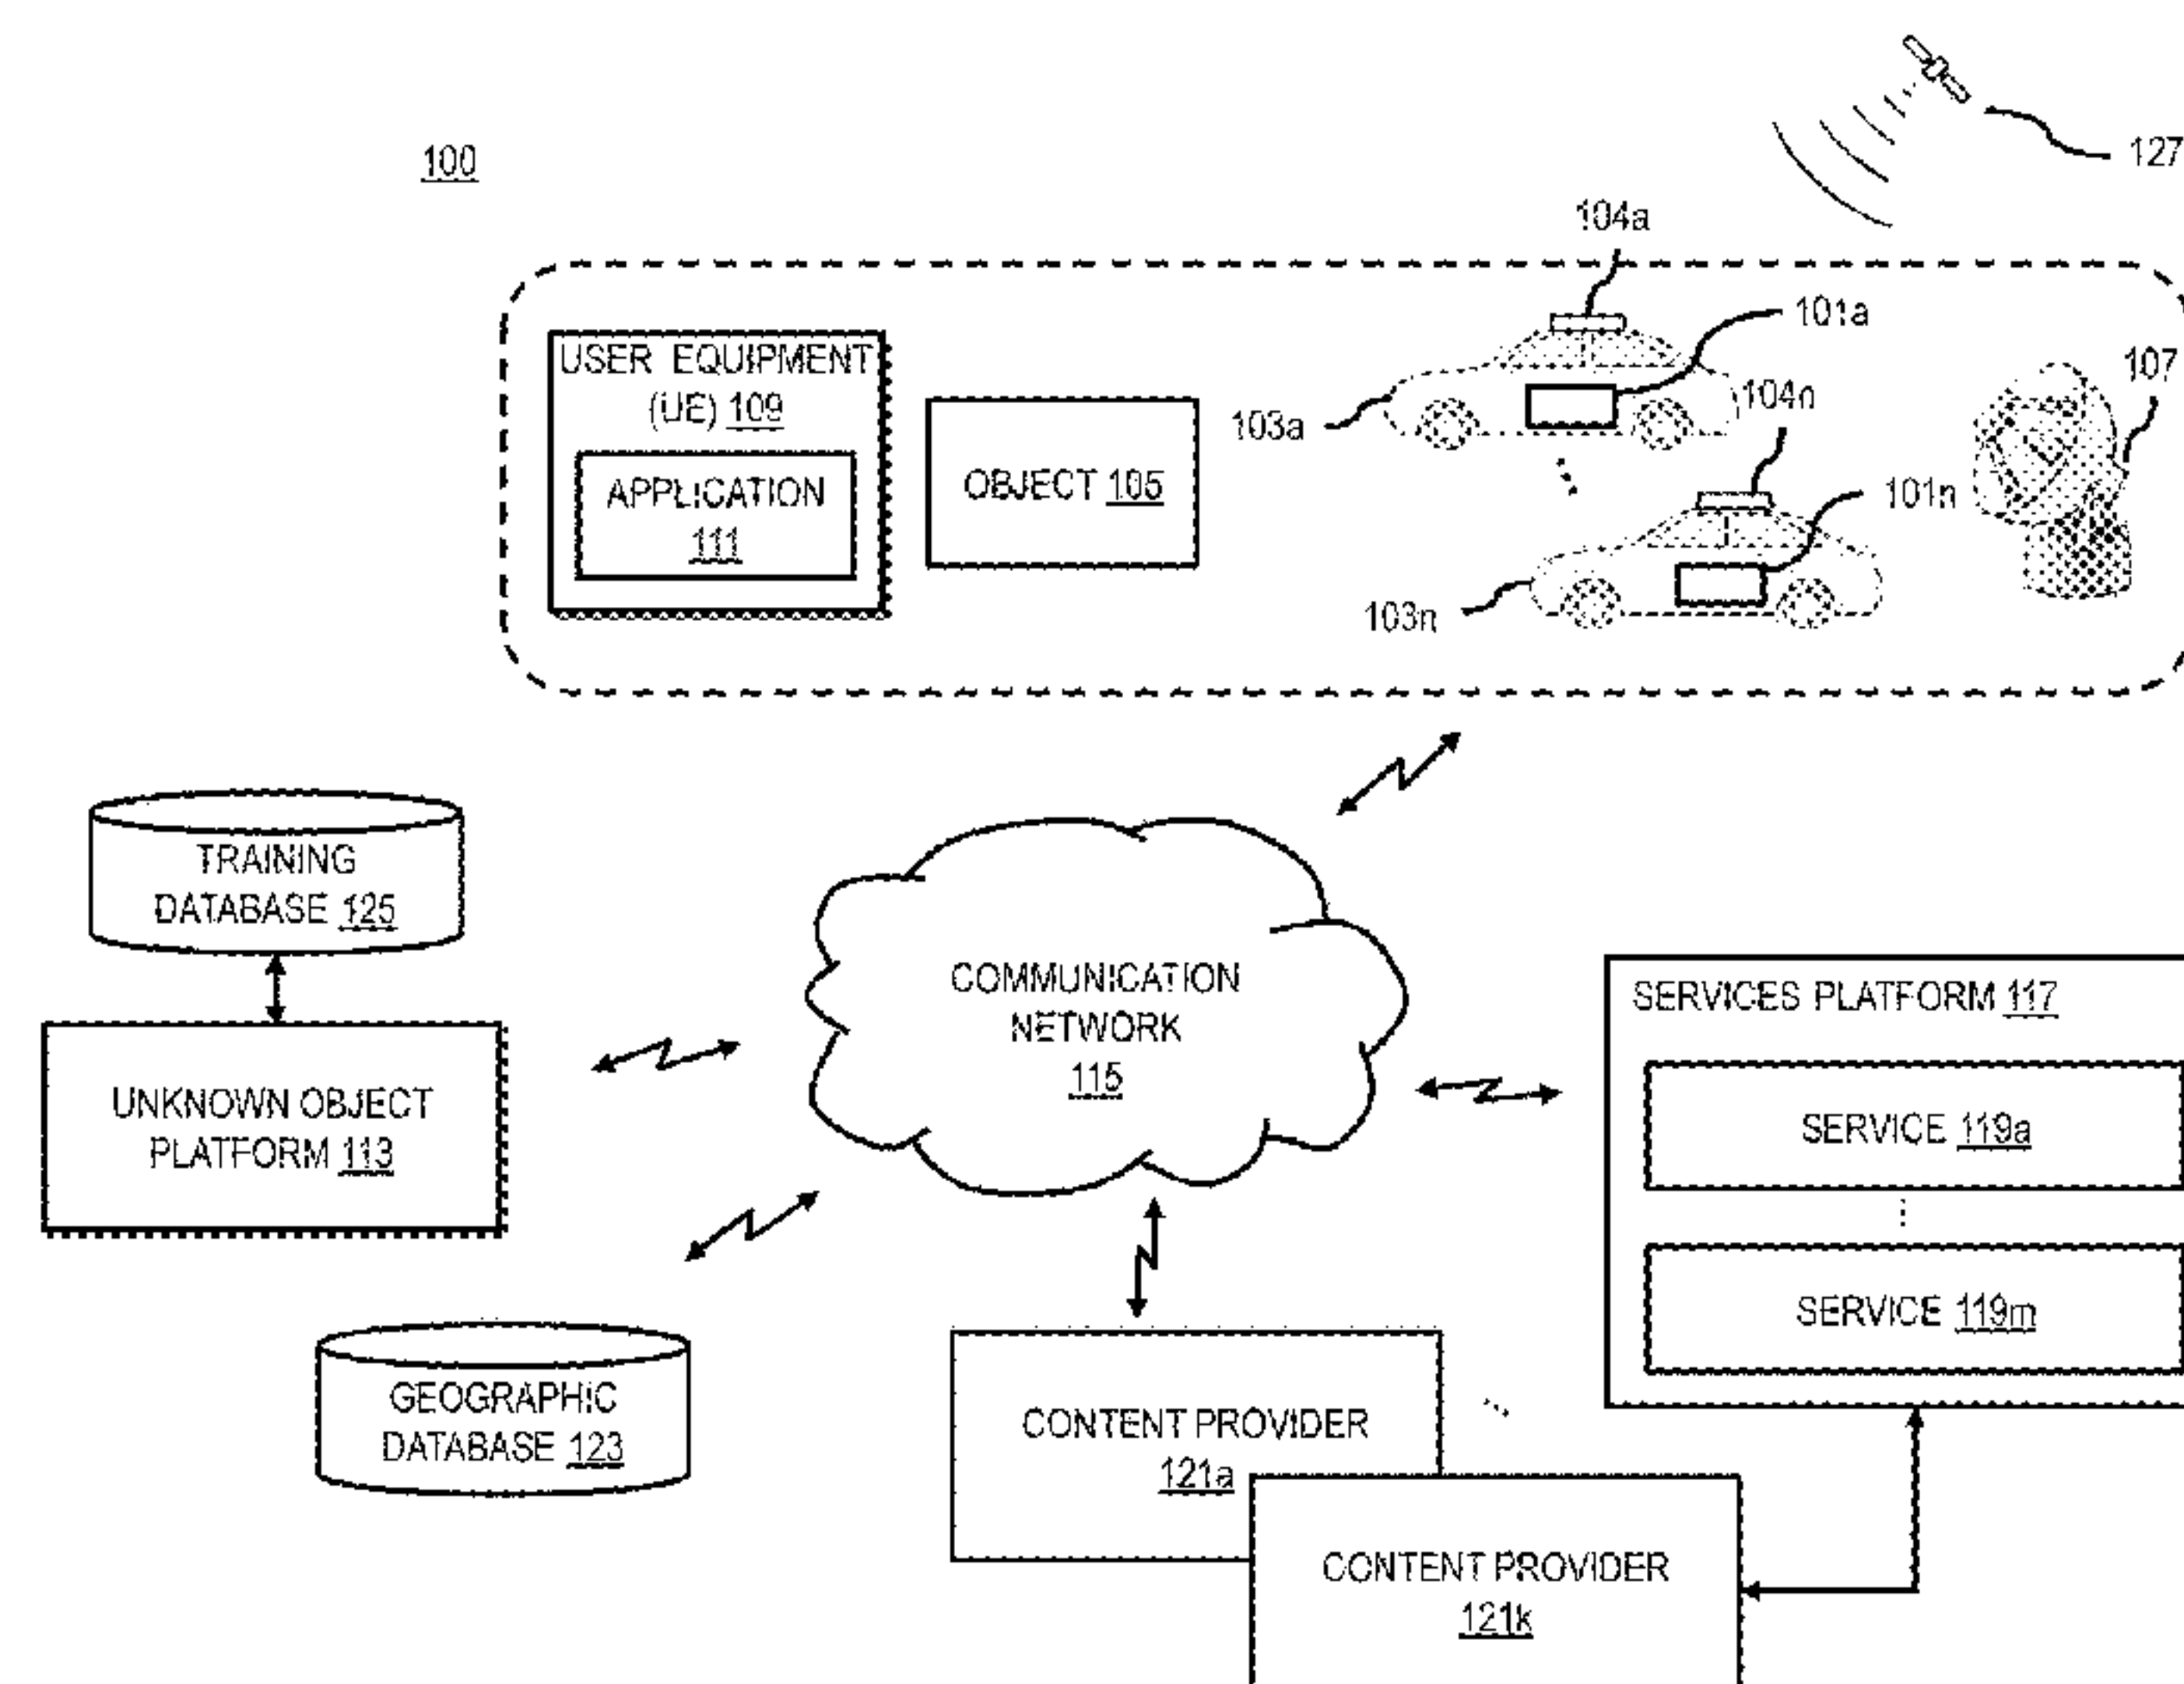 100
127
104a
101a
USER EQUIPMENT
(UE) 109
APPLICATION
111
OBJECT 105
103a
104n
107
101n
103n
TRAINING
DATABASE 125
COMMUNICATION
NETWORK
115
SERVICES PLATFORM 117
UNKNOWN OBJECT
PLATFORM 113
SERVICE 119a
SERVICE 119m
GEOGRAPHIC
DATABASE 123
CONTENT PROVIDER
121a
CONTENT PROVIDER
121k